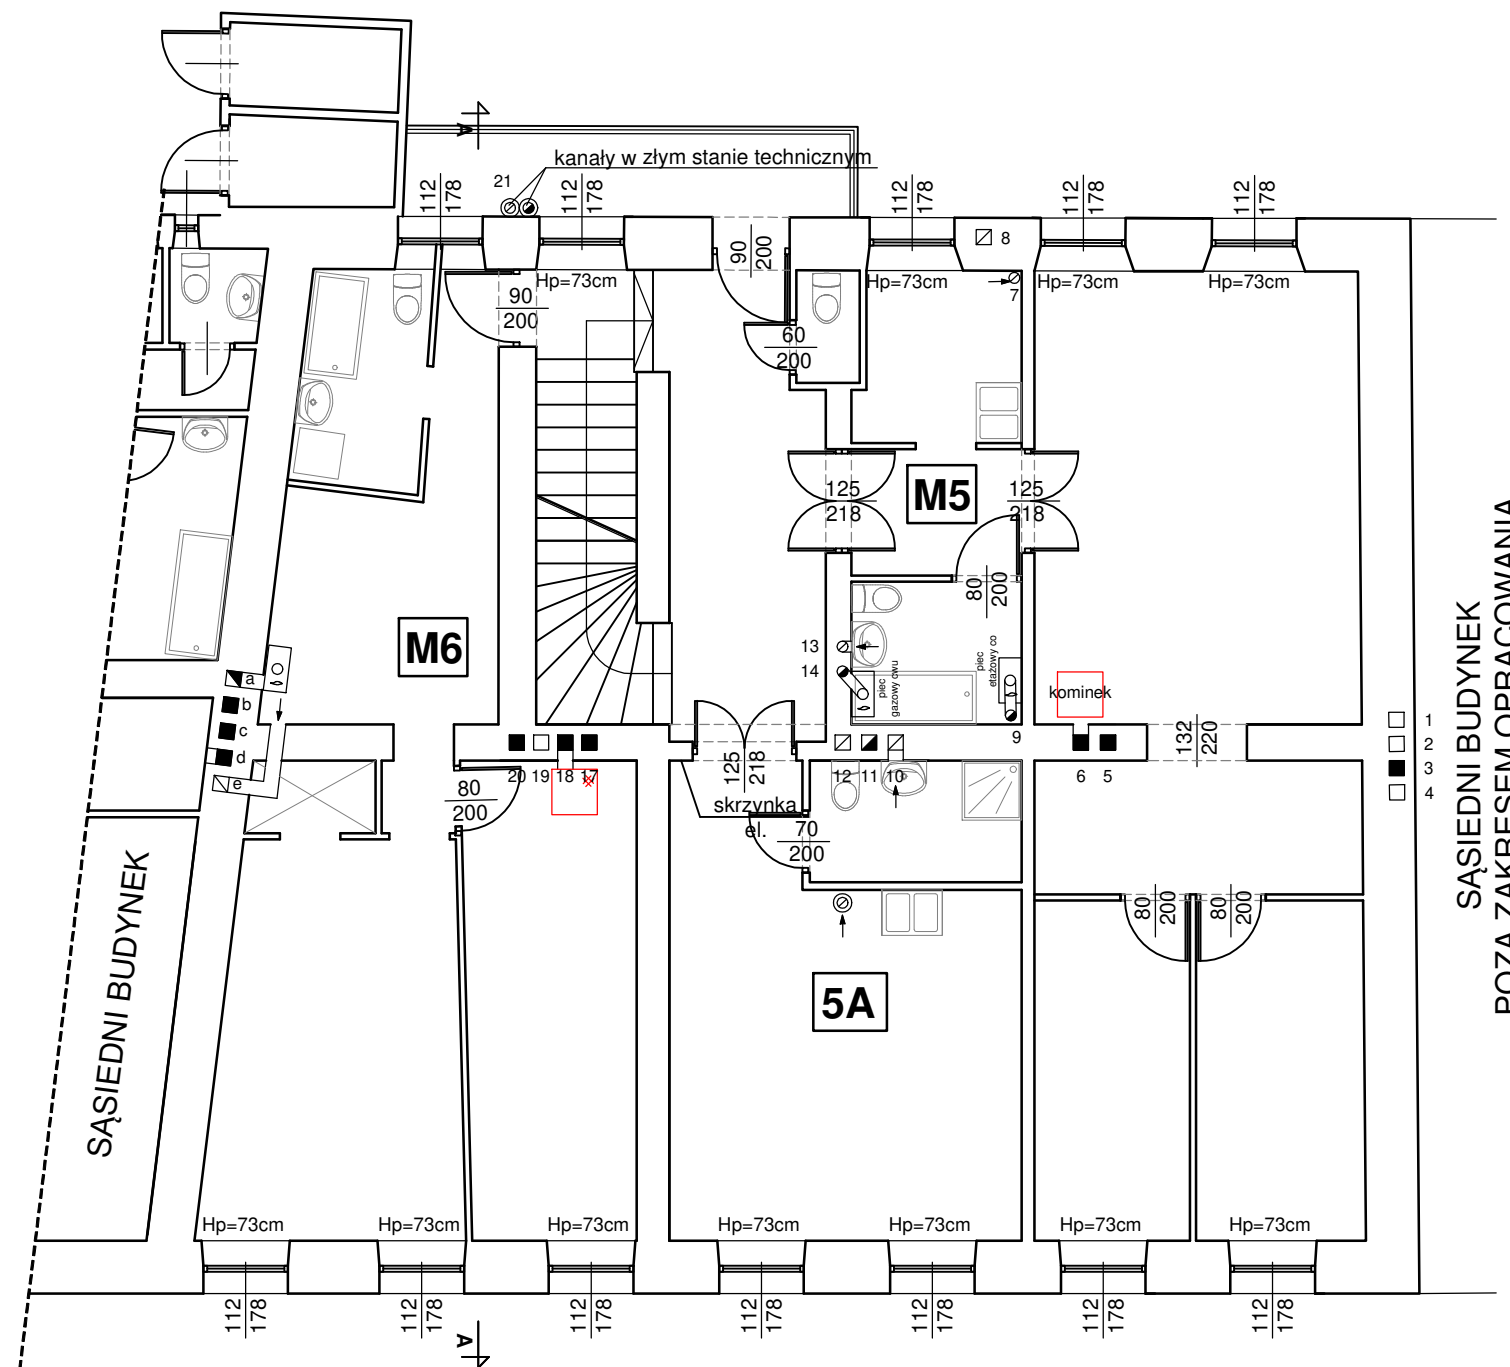 A
kanały w złym stanie technicznym
21
112
178
112
178
112
178
112
178
112
178
8
90
200
90
200
Hp=73cm
Hp=73cm
Hp=73cm
Hp=73cm
7
60
200
125
218
M5
125
218
80
200
M6
13
14
piec
gazowy cwu
piec
etażowy co
kominek
a
b
c
d
e
9
1
2
3
4
20
19
18
17
12
11
10
6
5
132
220
125
218
80
200
skrzynka
el.
70
200
80
200
80
200
5A
SĄSIEDNI BUDYNEK
SĄSIEDNI BUDYNEK
POZA ZAKRESEM OPRACOWANIA
Hp=73cm
Hp=73cm
Hp=73cm
Hp=73cm
Hp=73cm
Hp=73cm
Hp=73cm
112
178
112
178
112
178
112
178
112
178
112
178
112
178
A